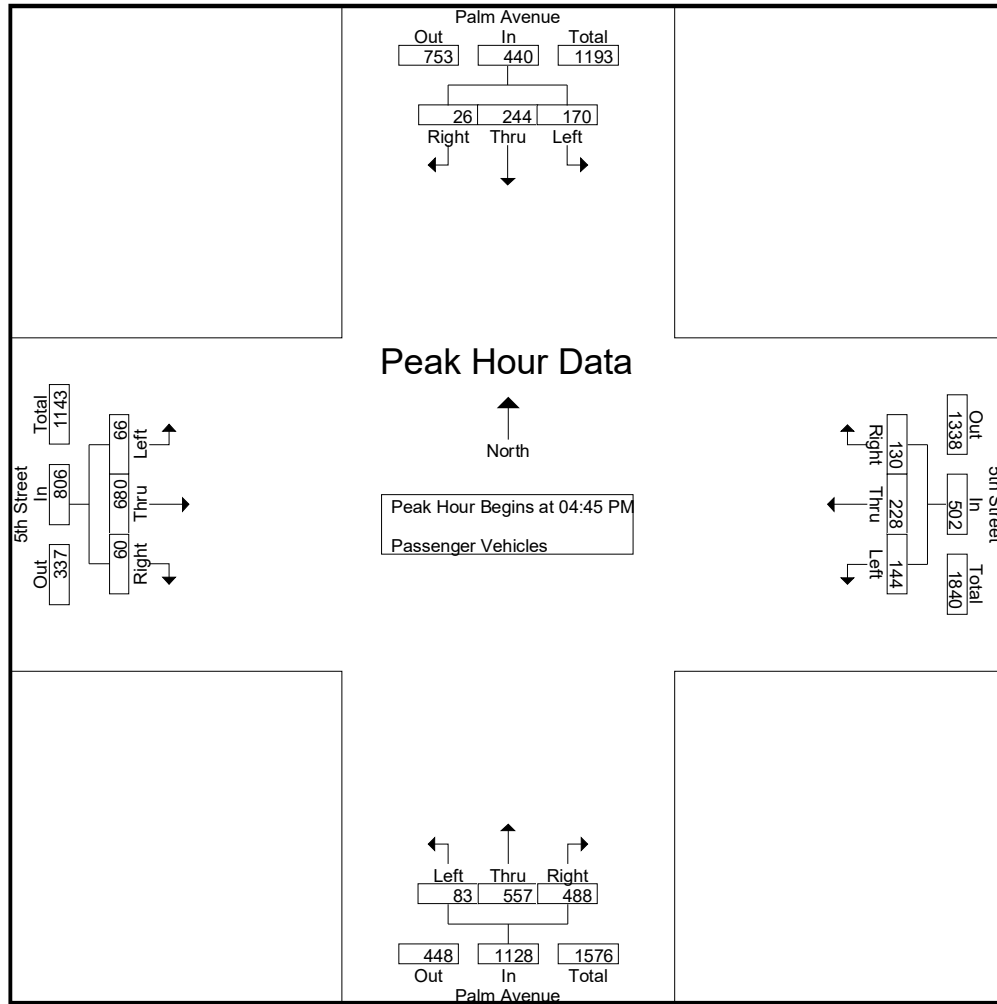 Palm Avenue
Out In Total
753 440 1193
26 244 170
Right Thru Left
Peak Hour Data
North
Peak Hour Begins at 04:45 PM
Passenger Vehicles
5th Street
Total In Out
1143 806 337
66 680 60
Left Thru Right
Right Thru Left
130 228 144
Out In Total
1338 502 1840
5th Street
Left Thru Right
83 557 488
448 1128 1576
Out In Total
Palm Avenue